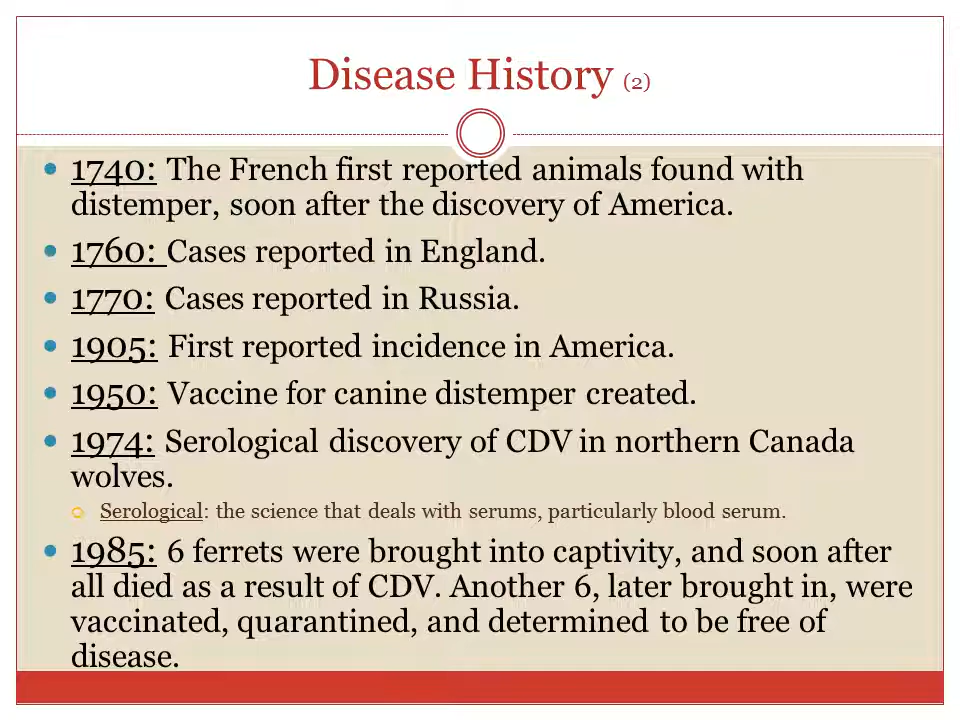 Disease History (2)
• 1740: The French first reported animals found with
distemper, soon after the discovery of America.
• 1760: Cases reported in England.
• 1770: Cases reported in Russia.
• 1905: First reported incidence in America.
• 1950: Vaccine for canine distemper created.
• 1974: Serological discovery of CDV in northern Canada
wolves.
Serological: the science that deals with serums, particularly blood serum.
• 1985: 6 ferrets were brought into captivity, and soon after
all died as a result of CDV. Another 6, later brought in, were
vaccinated, quarantined, and determined to be free of
disease.